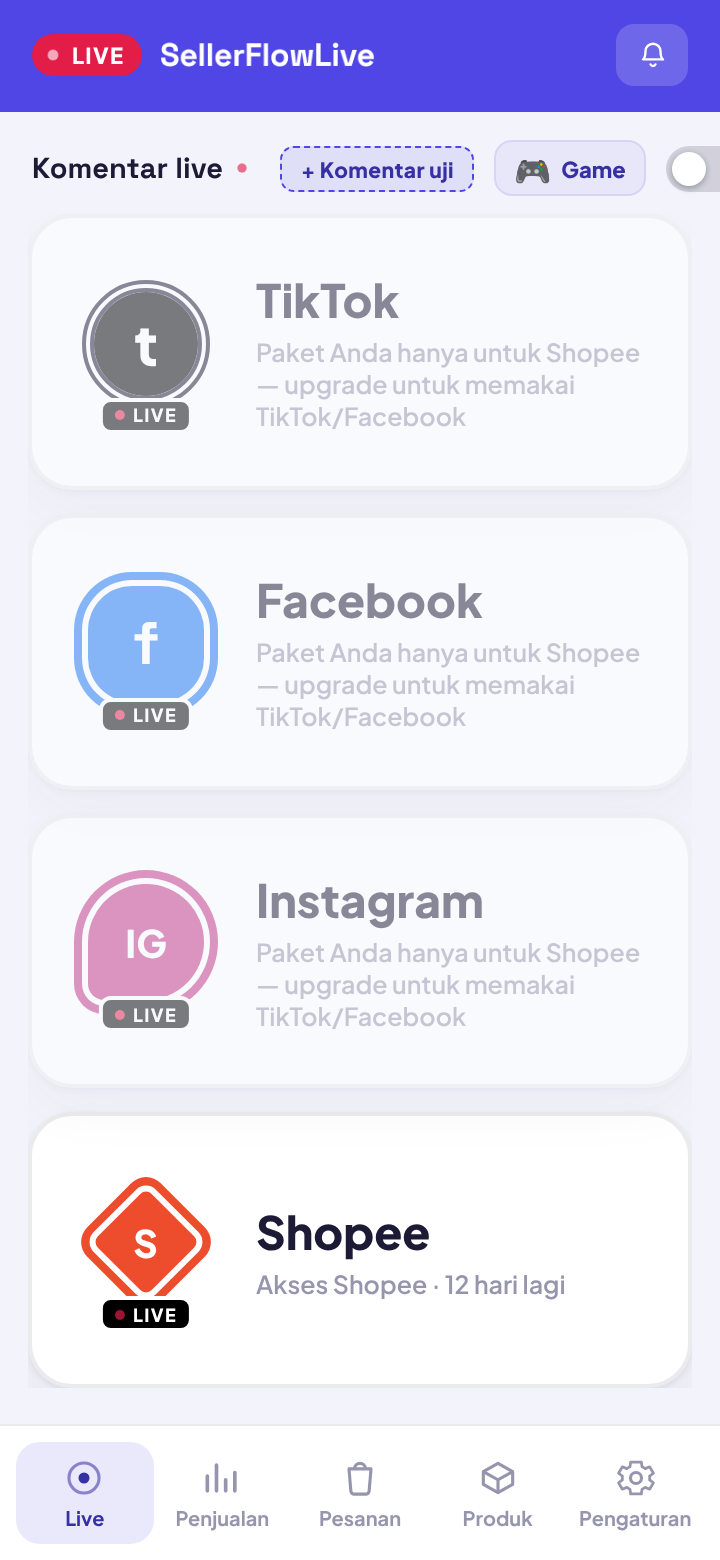 LIVE SellerFlowLive
Komentar live + Komentar uji Game
t
LIVE
TikTok
Paket Anda hanya untuk Shopee
— upgrade untuk memakai
TikTok/Facebook
f
LIVE
Facebook
Paket Anda hanya untuk Shopee
— upgrade untuk memakai
TikTok/Facebook
IG
LIVE
Instagram
Paket Anda hanya untuk Shopee
— upgrade untuk memakai
TikTok/Facebook
S
LIVE
Shopee
Akses Shopee · 12 hari lagi
Live Penjualan Pesanan Produk Pengaturan